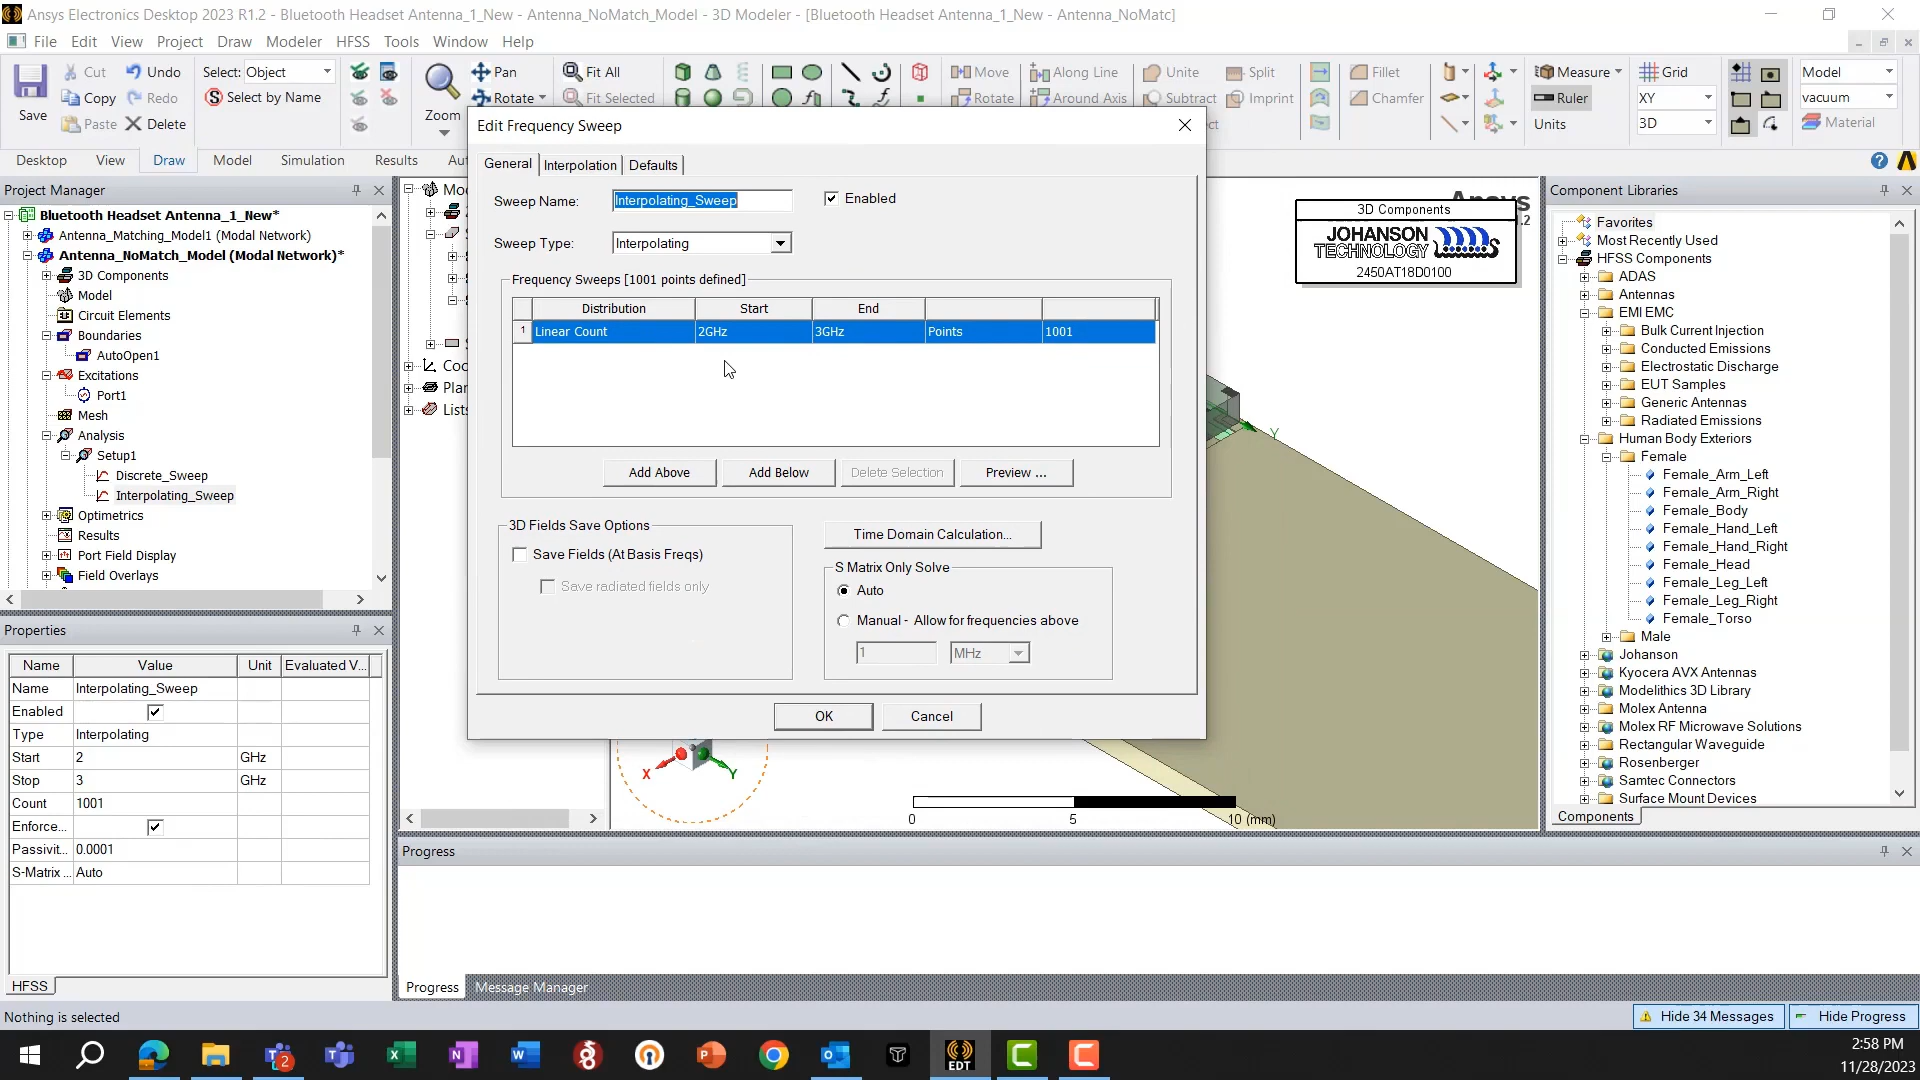 Ansys Electronics Desktop 2023 R1.2 - Bluetooth Headset Antenna_1_New - Antenna_NoMatch_Model - 3D Modeler - [Bluetooth Headset Antenna_1_New - Antenna_NoMatc]
File Edit View Project Draw Modeler HFSS Tools Window Help
Cut Undo Select: Object Pan Fit All Move Along Line Unite Split Fillet Measure Grid Model
Copy Redo Select by Name Rotate Fit Selected Rotate Around Axis Subtract Imprint Chamfer Ruler XY vacuum
Save Paste Delete Zoom Units 3D Material
Desktop View Draw Model Simulation Results
Project Manager
Bluetooth Headset Antenna_1_New*
Antenna_Matching_Model1 (Modal Network)
Antenna_NoMatch_Model (Modal Network)*
3D Components
Model
Circuit Elements
Boundaries
AutoOpen1
Excitations
Port1
Mesh
Analysis
Setup1
Discrete_Sweep
Interpolating_Sweep
Optimetrics
Results
Port Field Display
Field Overlays
Properties
Name Value Unit Evaluated V...
Name Interpolating_Sweep
Enabled
Type Interpolating
Start 2 GHz
Stop 3 GHz
Count 1001
Enforce...
Passivit... 0.0001
S-Matrix ... Auto
HFSS
Nothing is selected
Edit Frequency Sweep
General Interpolation Defaults
Sweep Name: Interpolating_Sweep Enabled
Sweep Type: Interpolating
Frequency Sweeps [1001 points defined]
Distribution Start End
1 Linear Count 2GHz 3GHz Points 1001
Add Above Add Below Delete Selection Preview ...
3D Fields Save Options
Save Fields (At Basis Freqs)
Save radiated fields only
Time Domain Calculation...
S Matrix Only Solve
Auto
Manual - Allow for frequencies above
1 MHz
OK Cancel
3D Components
JOHANSON
TECHNOLOGY
2450AT18D0100
Y
X Y
0 5 10 (mm)
Progress
Progress Message Manager
Component Libraries
Favorites
Most Recently Used
HFSS Components
ADAS
Antennas
EMI EMC
Bulk Current Injection
Conducted Emissions
Electrostatic Discharge
EUT Samples
Generic Antennas
Radiated Emissions
Human Body Exteriors
Female
Female_Arm_Left
Female_Arm_Right
Female_Body
Female_Hand_Left
Female_Hand_Right
Female_Head
Female_Leg_Left
Female_Leg_Right
Female_Torso
Male
Johanson
Kyocera AVX Antennas
Modelithics 3D Library
Molex Antenna
Molex RF Microwave Solutions
Rectangular Waveguide
Rosenberger
Samtec Connectors
Surface Mount Devices
Components
Hide 34 Messages Hide Progress
2 EDT
2:58 PM
11/28/2023